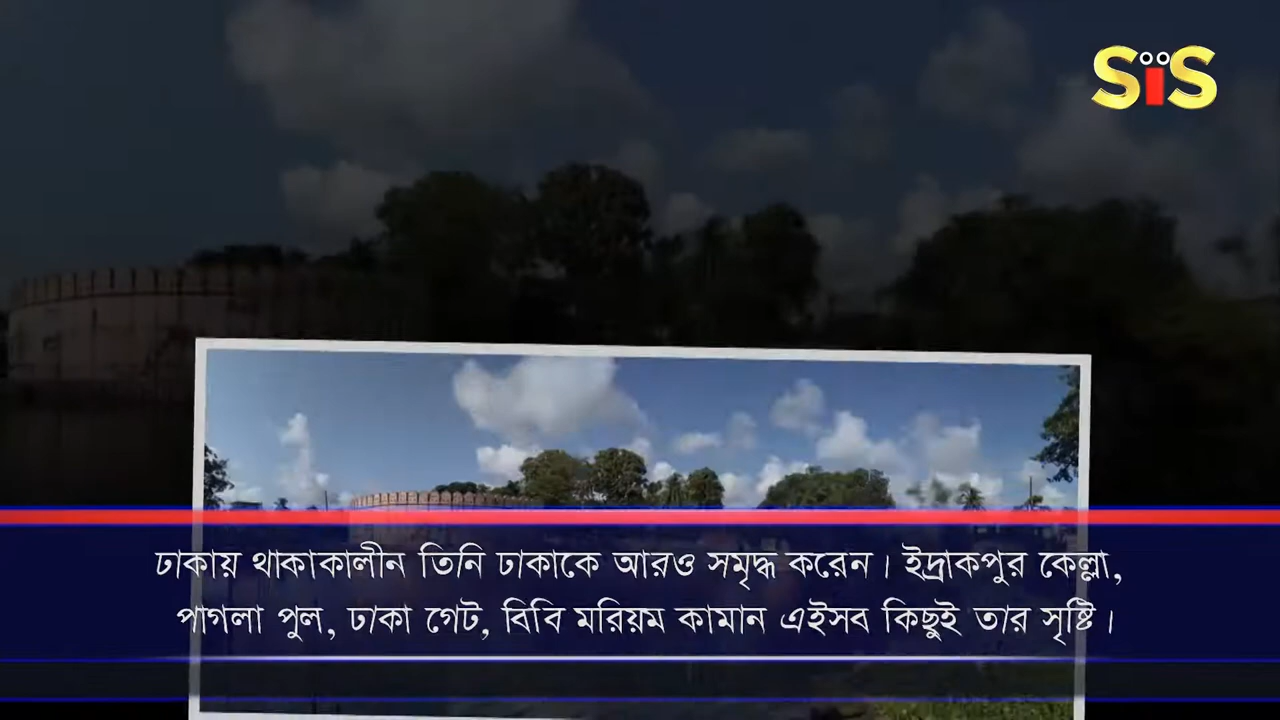 SiS
ঢাকায় থাকাকালীন তিনি ঢাকাকে আরও সমৃদ্ধ করেন। ইদ্রাকপুর কেল্লা,
পাগলা পুল, ঢাকা গেট, বিবি মরিয়ম কামান এইসব কিছুই তার সৃষ্টি।